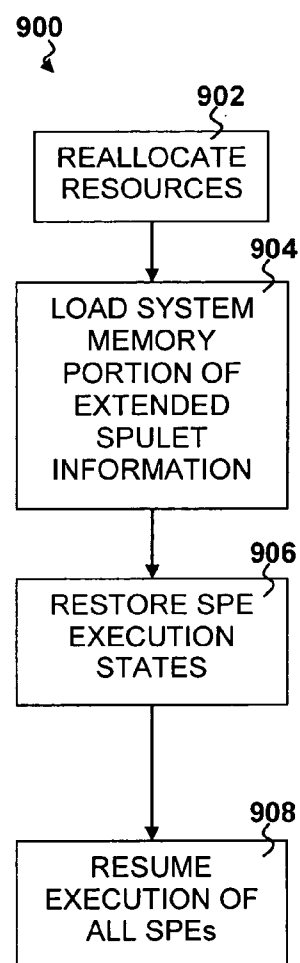 900
902
REALLOCATE
RESOURCES
904
LOAD SYSTEM
MEMORY
PORTION OF
EXTENDED
SPULET
INFORMATION
906
RESTORE SPE
EXECUTION
STATES
908
RESUME
EXECUTION OF
ALL SPEs